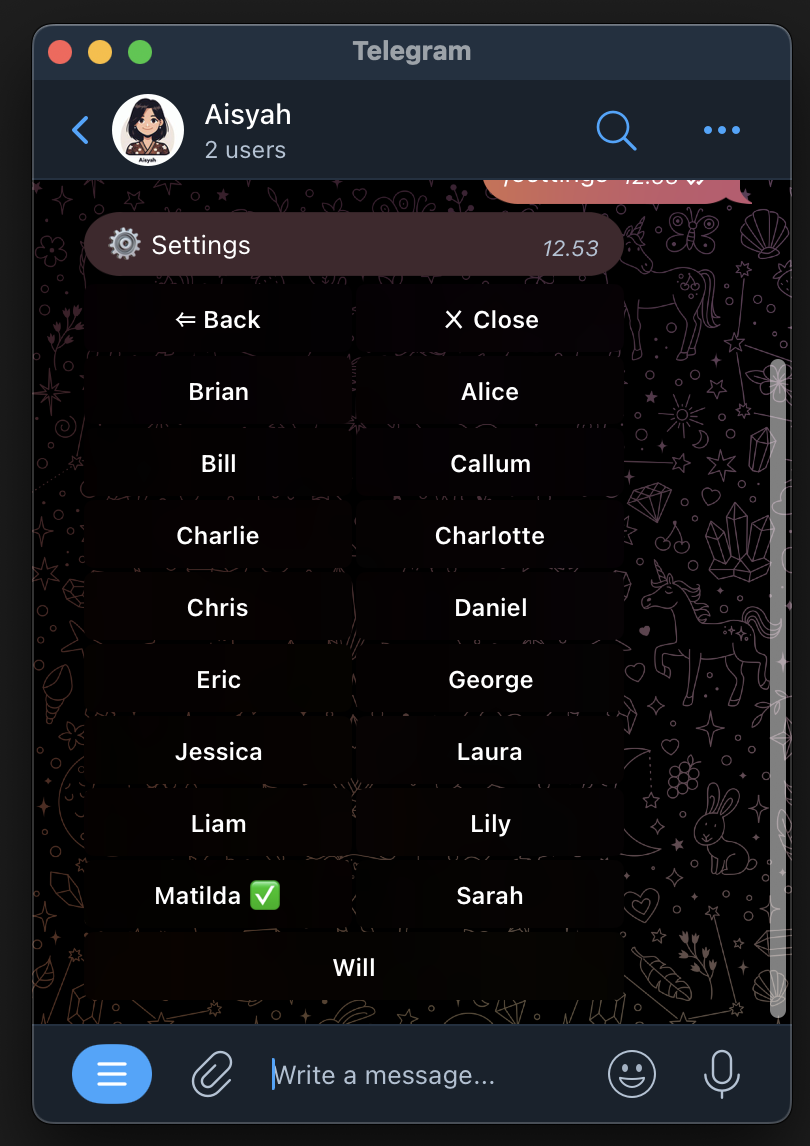 Telegram
Aisyah
2 users
/settings 12.53
⚙️ Settings 12.53
⇐ Back
X Close
Brian
Alice
Bill
Callum
Charlie
Charlotte
Chris
Daniel
Eric
George
Jessica
Laura
Liam
Lily
Matilda ✅
Sarah
Will
Write a message...
Aisyah